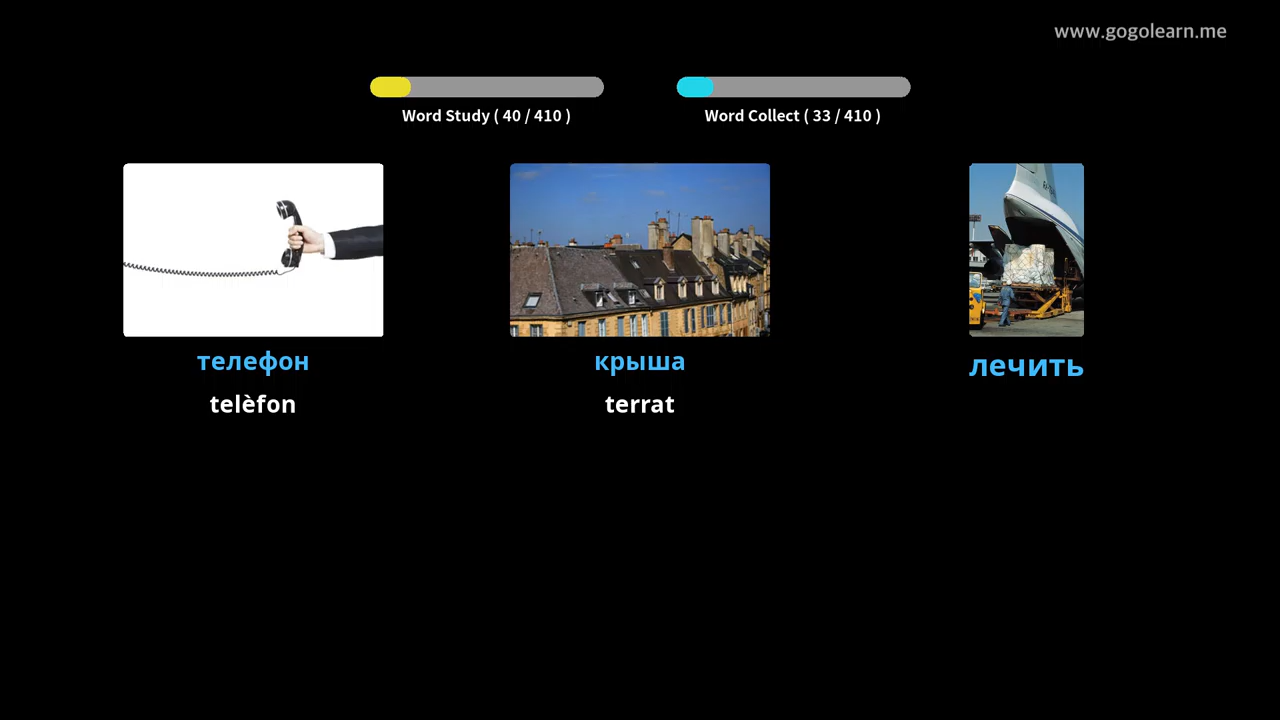 www.gogolearn.me
Word Study ( 40 / 410 )
Word Collect ( 33 / 410 )
телефон
крыша
лечить
telèfon
terrat